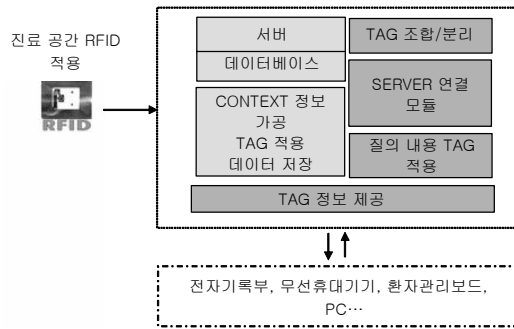 진료 공간 RFID
적용
RFID
서버
데이터베이스
CONTEXT 정보
가공
TAG 적용
데이터 저장
TAG 조합/분리
SERVER 연결
모듈
질의 내용 TAG
적용
TAG 정보 제공
전자기록부, 무선휴대기기, 환자관리보드,
PC…